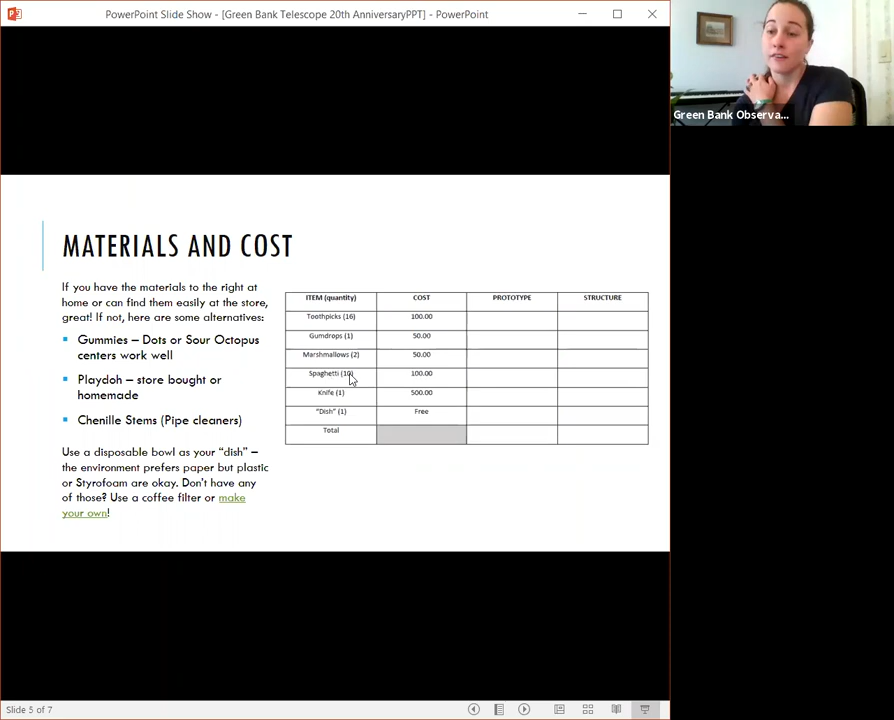 PowerPoint Slide Show - [Green Bank Telescope 20th AnniversaryPPT] - PowerPoint
Green Bank Observa...
MATERIALS AND COST
If you have the materials to the right at
home or can find them easily at the store,
great! If not, here are some alternatives:
Gummies – Dots or Sour Octopus
centers work well
Playdoh – store bought or
homemade
Chenille Stems (Pipe cleaners)
Use a disposable bowl as your “dish” –
the environment prefers paper but plastic
or Styrofoam are okay. Don’t have any
of those? Use a coffee filter or make
your own!
ITEM (quantity) COST PROTOTYPE STRUCTURE
Toothpicks (16) 100.00
Gumdrops (1) 50.00
Marshmallows (2) 50.00
Spaghetti (10) 100.00
Knife (1) 500.00
“Dish” (1) Free
Total
Slide 5 of 7